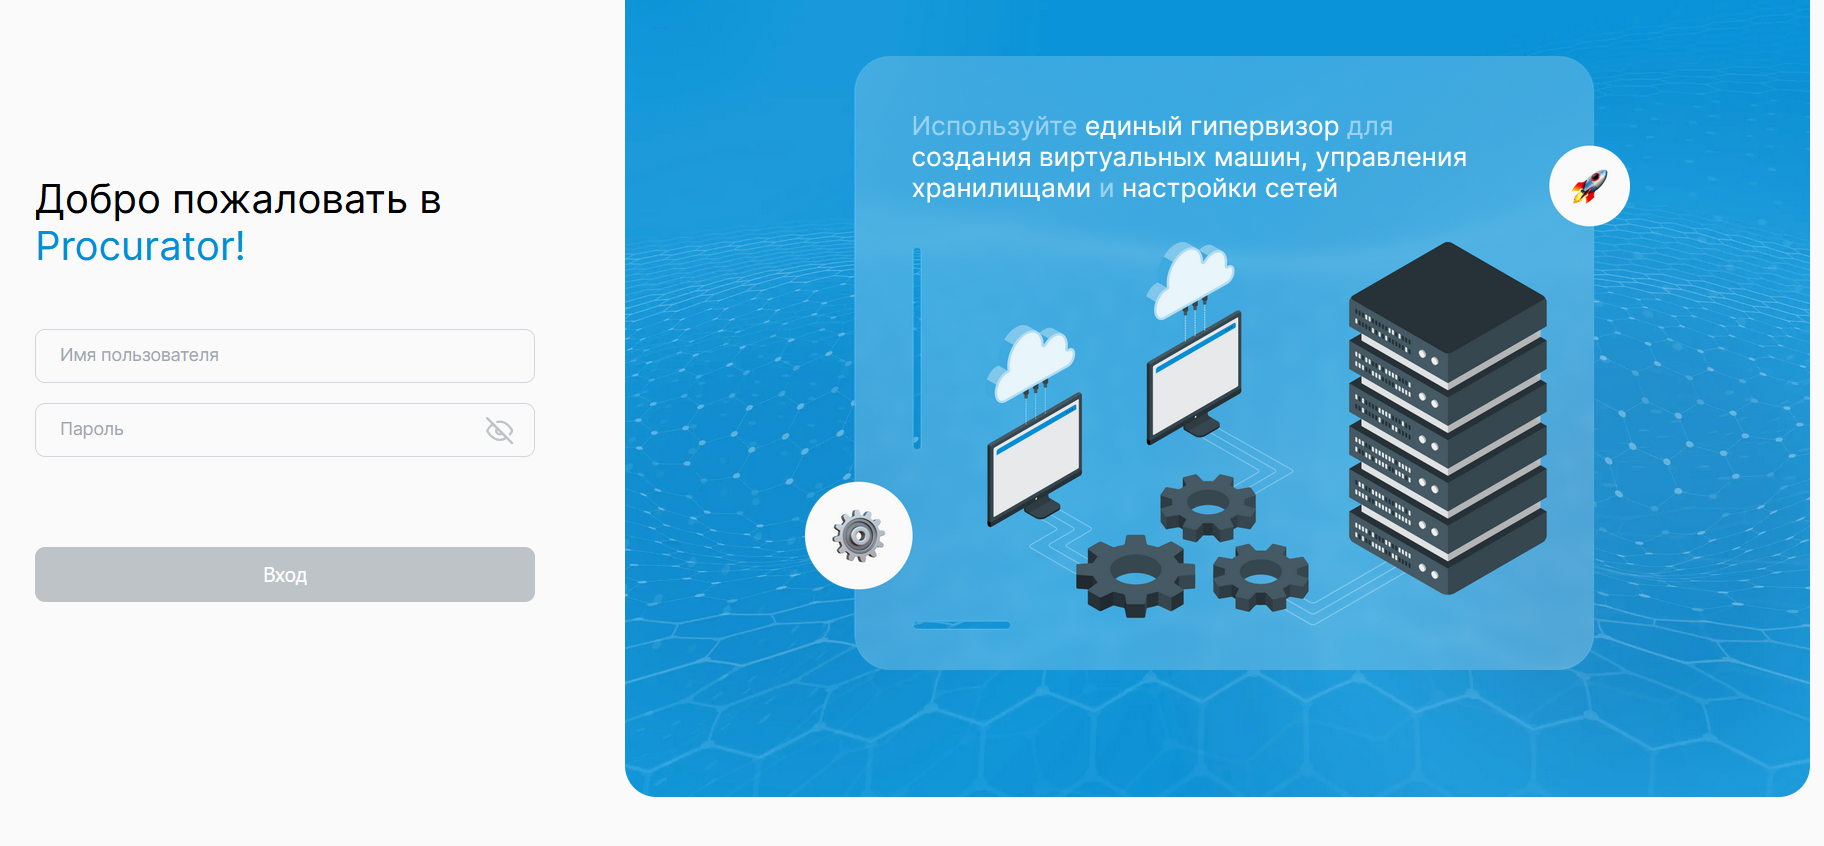 Добро пожаловать в
Procurator!
Имя пользователя
Пароль
Вход
Используйте единый гипервизор для
создания виртуальных машин, управления
хранилищами и настройки сетей